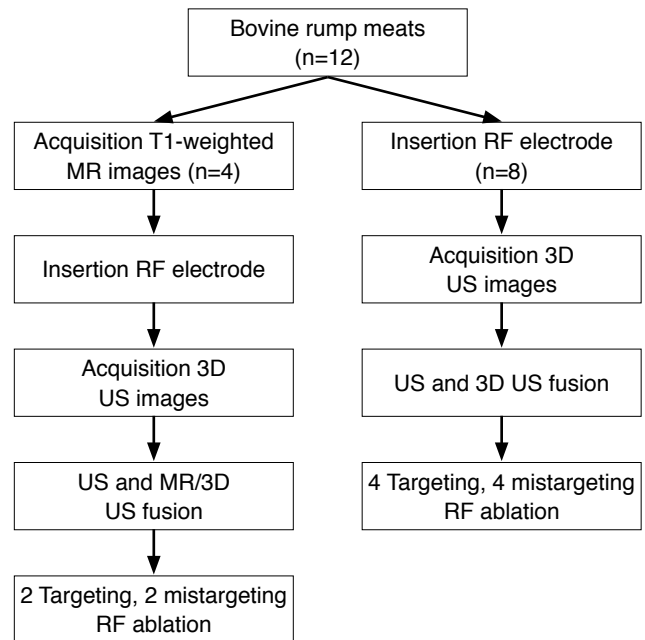 Bovine rump meats
(n=12)
Acquisition T1-weighted
MR images (n=4)
Insertion RF electrode
Acquisition 3D
US images
US and MR/3D
US fusion
2 Targeting, 2 mistargeting
RF ablation
Insertion RF electrode
(n=8)
Acquisition 3D
US images
US and 3D US fusion
4 Targeting, 4 mistargeting
RF ablation